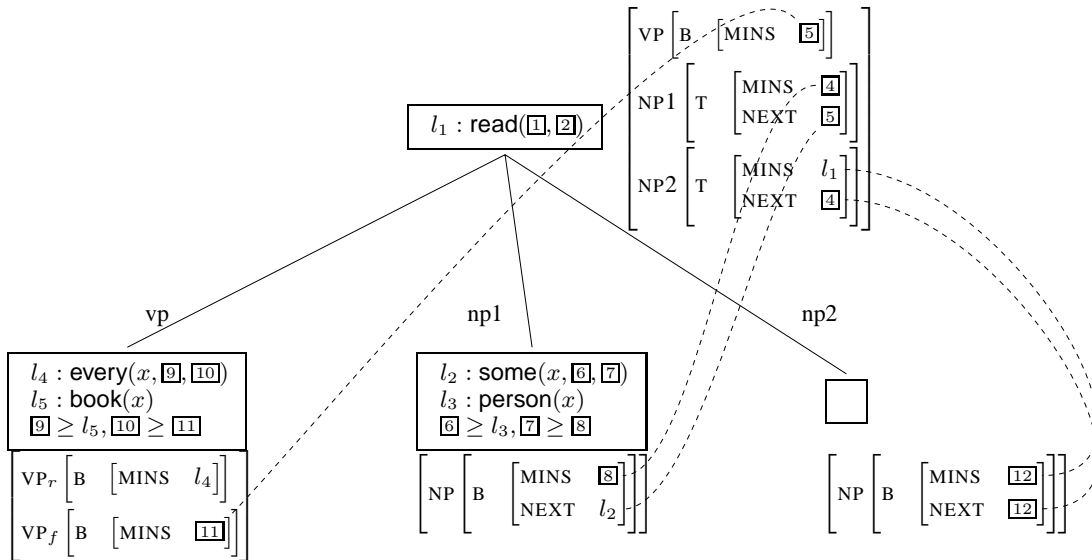 VP [B [MINS 5]]
NP1 [T [MINS 4
NEXT 5]]
NP2 [T [MINS l₁
NEXT 4]]
l₁ : read(1, 2)
vp
np1
np2
l₄ : every(x, 9, 10)
l₅ : book(x)
9 ≥ l₅, 10 ≥ 11
VPᵣ [B [MINS l₄]]
VP_f [B [MINS 11]]
l₂ : some(x, 6, 7)
l₃ : person(x)
6 ≥ l₃, 7 ≥ 8
[NP [B [MINS 8
NEXT l₂]]]
[NP [B [MINS 12
NEXT 12]]]